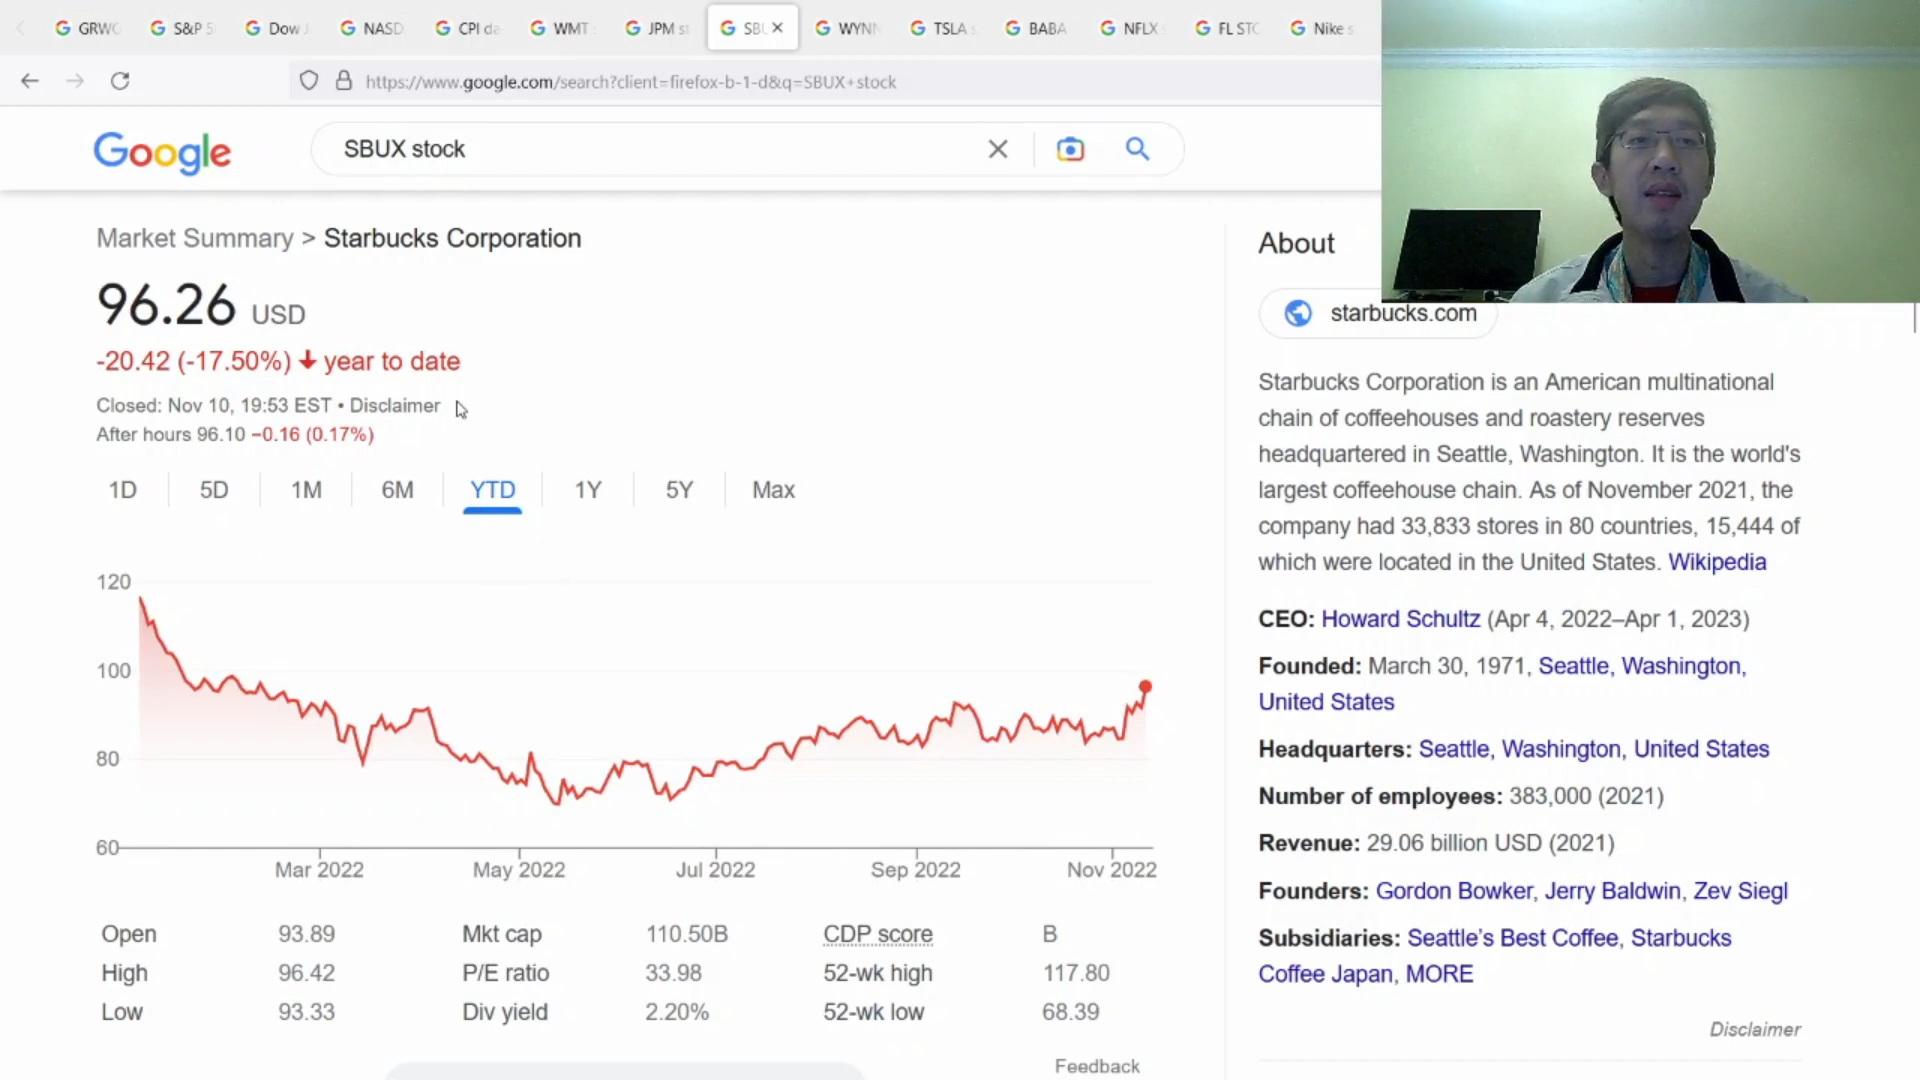 GRWG
S&P 5
Dow J
NASD
CPI da
WMT
JPM st
SBU
WYNN
TSLA s
BABA
NFLX s
FL STC
Nike s
https://www.google.com/search?client=firefox-b-1-d&q=SBUX+stock
Google
SBUX stock
Market Summary > Starbucks Corporation
96.26 USD
-20.42 (-17.50%) year to date
Closed: Nov 10, 19:53 EST • Disclaimer
After hours 96.10 −0.16 (0.17%)
1D 5D 1M 6M YTD 1Y 5Y Max
120
100
80
60
Mar 2022 May 2022 Jul 2022 Sep 2022 Nov 2022
Open 93.89 Mkt cap 110.50B CDP score B
High 96.42 P/E ratio 33.98 52-wk high 117.80
Low 93.33 Div yield 2.20% 52-wk low 68.39
Feedback
About
starbucks.com
Starbucks Corporation is an American multinational
chain of coffeehouses and roastery reserves
headquartered in Seattle, Washington. It is the world's
largest coffeehouse chain. As of November 2021, the
company had 33,833 stores in 80 countries, 15,444 of
which were located in the United States. Wikipedia
CEO: Howard Schultz (Apr 4, 2022–Apr 1, 2023)
Founded: March 30, 1971, Seattle, Washington,
United States
Headquarters: Seattle, Washington, United States
Number of employees: 383,000 (2021)
Revenue: 29.06 billion USD (2021)
Founders: Gordon Bowker, Jerry Baldwin, Zev Siegl
Subsidiaries: Seattle’s Best Coffee, Starbucks
Coffee Japan, MORE
Disclaimer